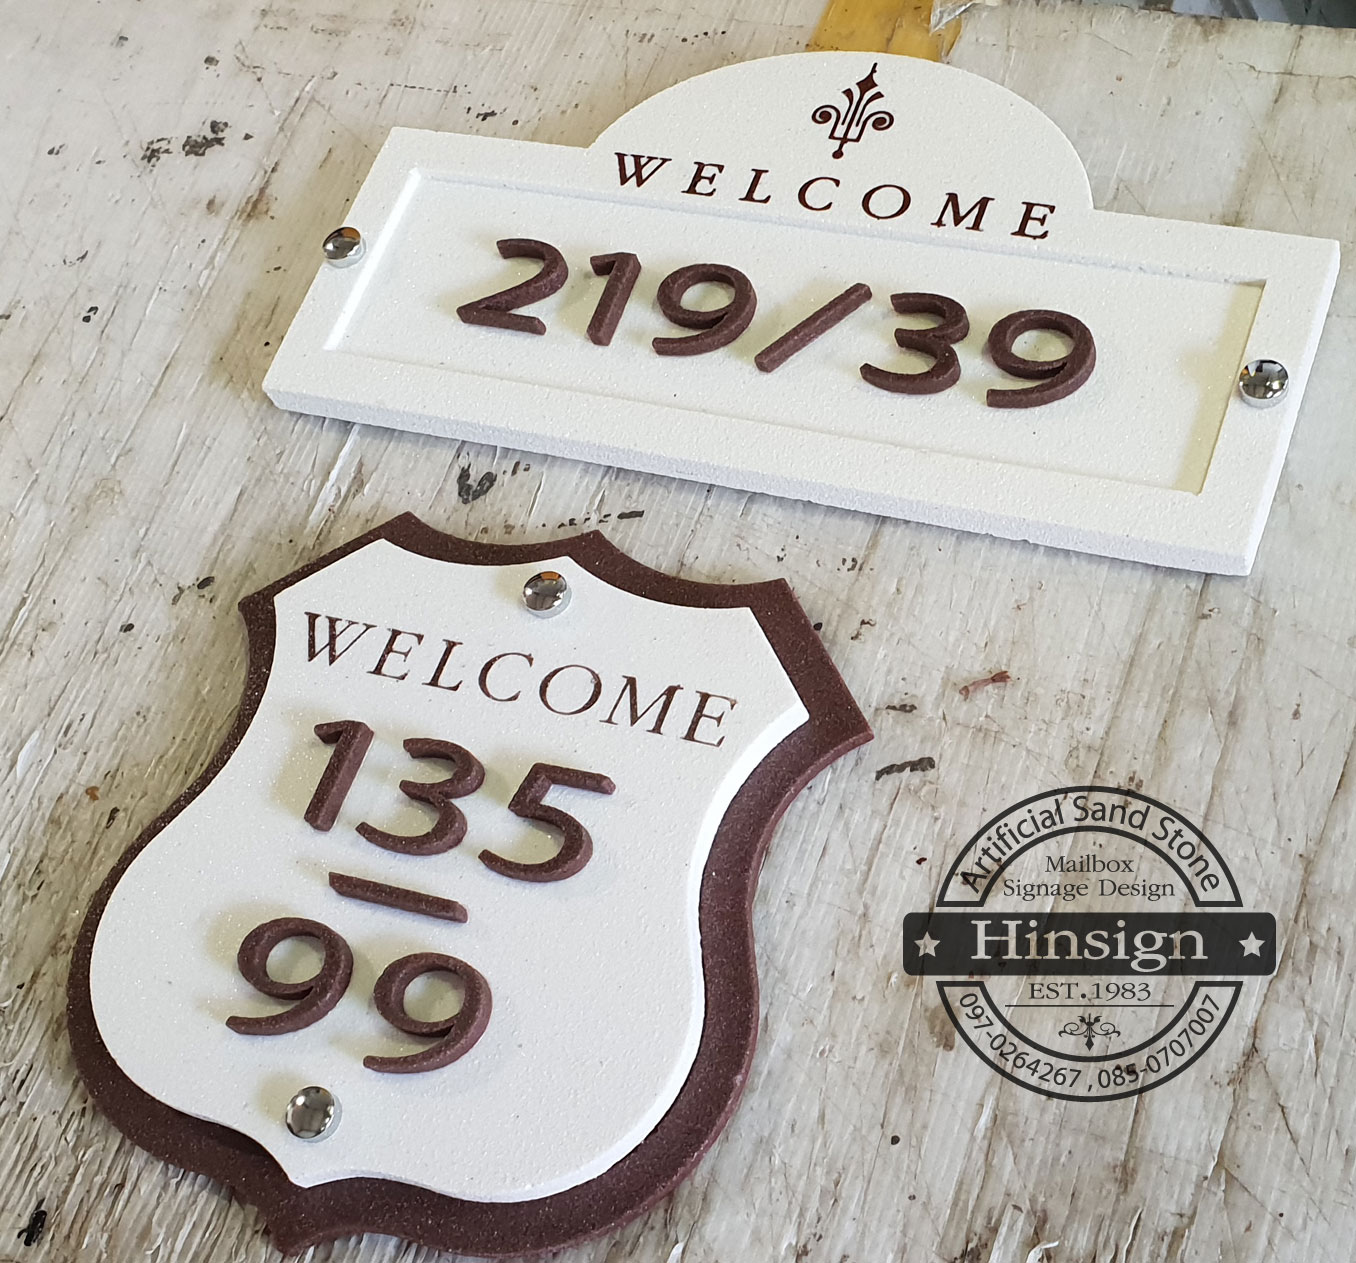 WELCOME
219/39
WELCOME
135
99
Artificial Sand Stone
Mailbox
Signage Design
Hinsign
EST.1983
097-0264267 , 085-0707007